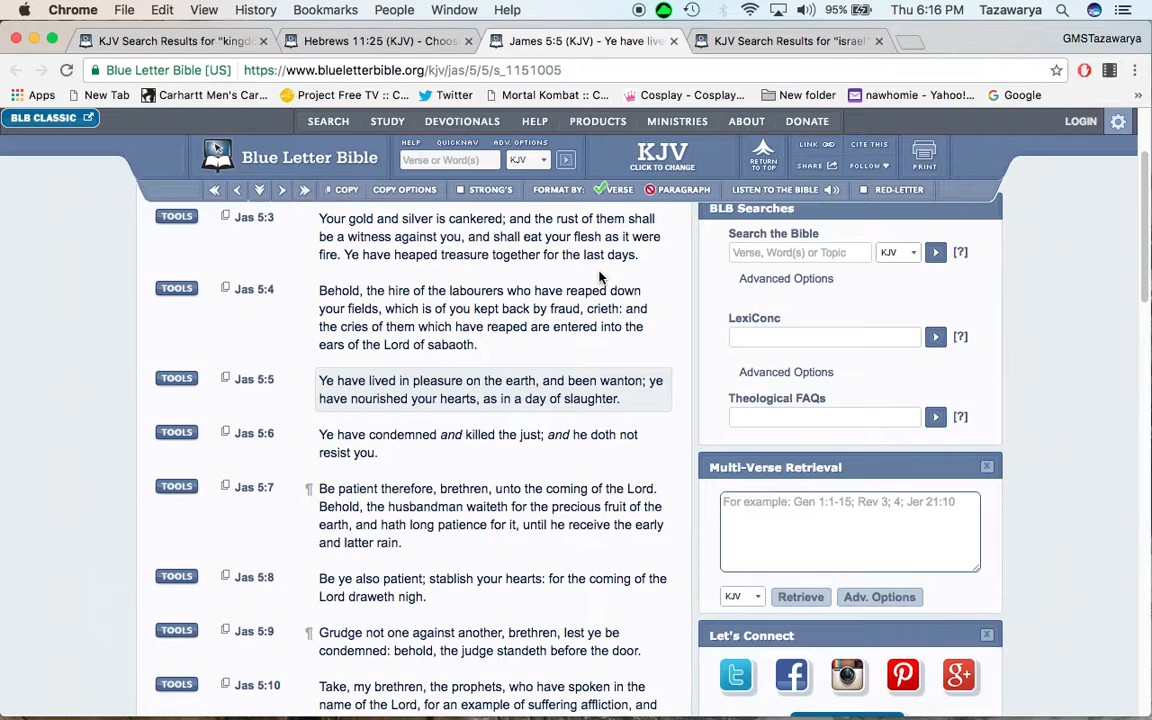 Chrome File Edit View History Bookmarks People Window Help 95% Thu 6:16 PM Tazawarya
KJV Search Results for "kingdo × Hebrews 11:25 (KJV) - Choos × James 5:5 (KJV) - Ye have live × KJV Search Results for "israel × GMSTazawarya
Blue Letter Bible [US] https://www.blueletterbible.org/kjv/jas/5/5/s_1151005
Apps New Tab Carhartt Men's Car... Project Free TV :: C... Twitter Mortal Kombat :: C... Cosplay - Cosplay:... New folder nawhomie - Yahoo!... Google »
BLB CLASSIC SEARCH STUDY DEVOTIONALS HELP PRODUCTS MINISTRIES ABOUT DONATE LOGIN
HELP QUICKNAV ADV. OPTIONS
Blue Letter Bible Verse or Word(s) KJV
KJV
CLICK TO CHANGE
RETURN
TO TOP
LINK CITE THIS
SHARE FOLLOW
PRINT
COPY COPY OPTIONS STRONG'S FORMAT BY: VERSE PARAGRAPH LISTEN TO THE BIBLE RED-LETTER
TOOLS Jas 5:3 Your gold and silver is cankered; and the rust of them shall
be a witness against you, and shall eat your flesh as it were
fire. Ye have heaped treasure together for the last days.
TOOLS Jas 5:4 Behold, the hire of the labourers who have reaped down
your fields, which is of you kept back by fraud, crieth: and
the cries of them which have reaped are entered into the
ears of the Lord of sabaoth.
TOOLS Jas 5:5 Ye have lived in pleasure on the earth, and been wanton; ye
have nourished your hearts, as in a day of slaughter.
TOOLS Jas 5:6 Ye have condemned and killed the just; and he doth not
resist you.
TOOLS Jas 5:7 ¶ Be patient therefore, brethren, unto the coming of the Lord.
Behold, the husbandman waiteth for the precious fruit of the
earth, and hath long patience for it, until he receive the early
and latter rain.
TOOLS Jas 5:8 Be ye also patient; stablish your hearts: for the coming of the
Lord draweth nigh.
TOOLS Jas 5:9 ¶ Grudge not one against another, brethren, lest ye be
condemned: behold, the judge standeth before the door.
TOOLS Jas 5:10 Take, my brethren, the prophets, who have spoken in the
name of the Lord, for an example of suffering affliction, and
BLB Searches
Search the Bible
Verse, Word(s) or Topic KJV [?]
Advanced Options
LexiConc
[?]
Advanced Options
Theological FAQs
[?]
Multi-Verse Retrieval x
For example: Gen 1:1-15; Rev 3; 4; Jer 21:10
KJV Retrieve Adv. Options
Let's Connect x